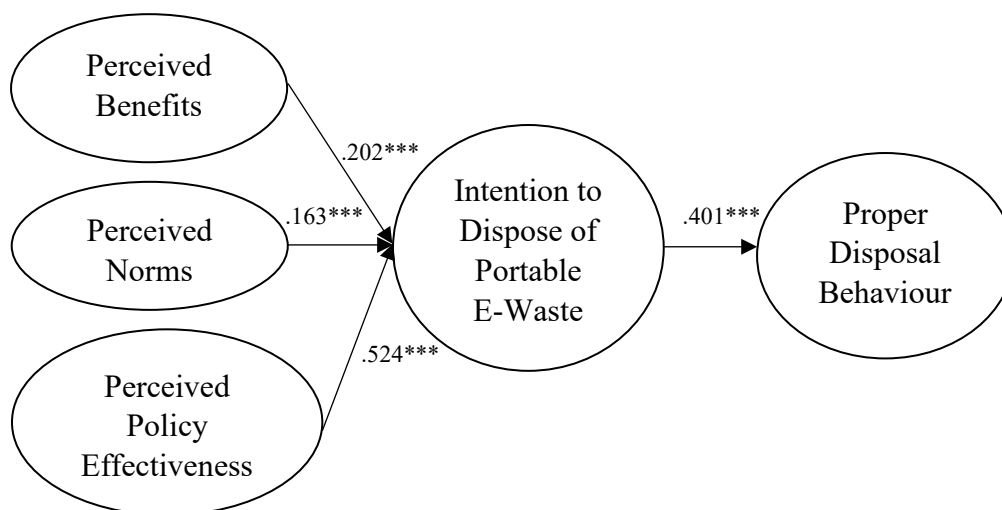 Perceived
Benefits
.202***
Perceived
Norms
.163***
Perceived
Policy
Effectiveness
.524***
Intention to
Dispose of
Portable
E-Waste
.401***
Proper
Disposal
Behaviour